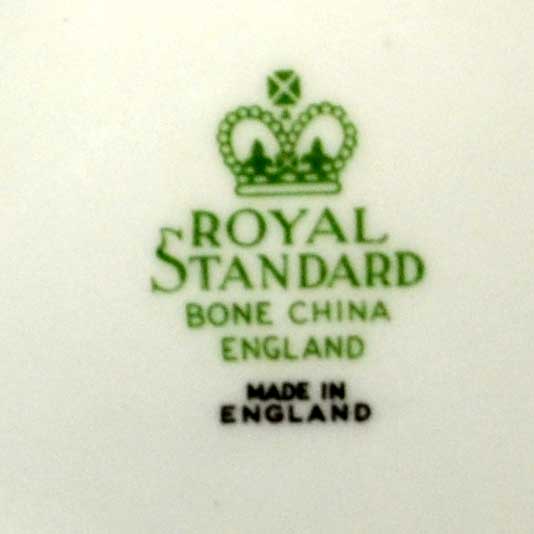 ROYAL
STANDARD
BONE CHINA
ENGLAND
MADE IN
ENGLAND